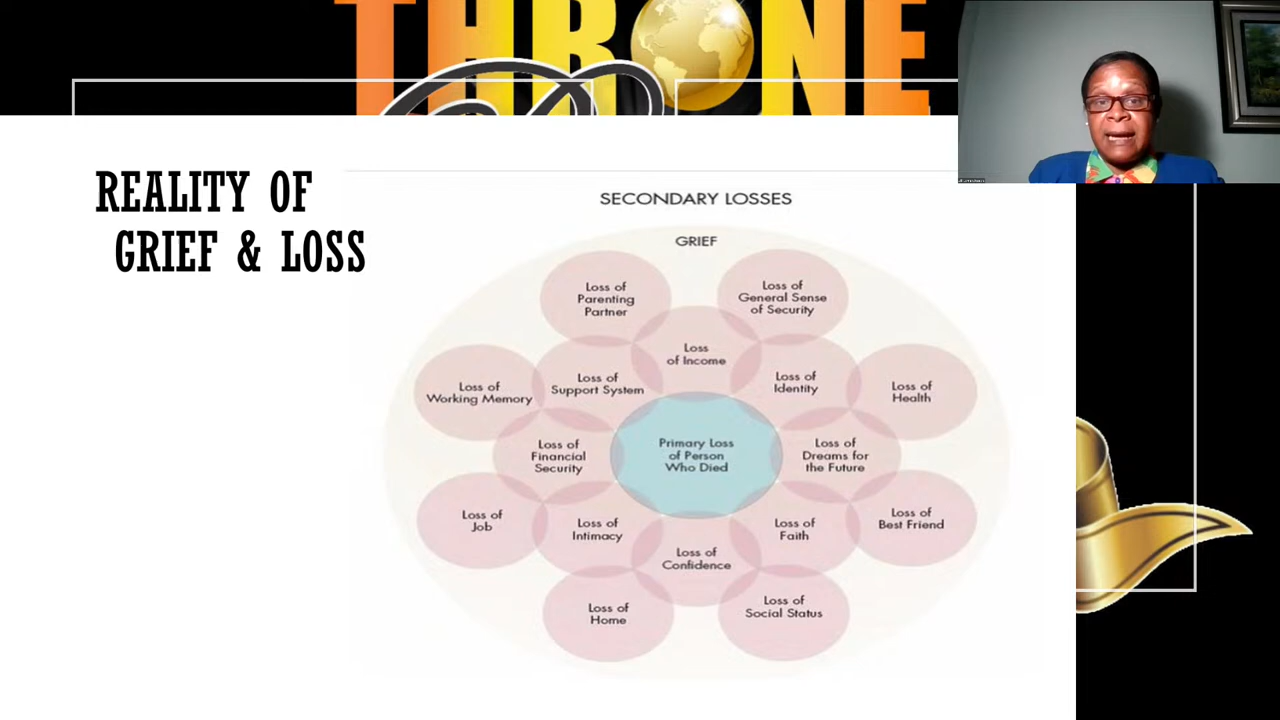 THRONE
REALITY OF
GRIEF & LOSS
SECONDARY LOSSES
GRIEF
Loss of
Parenting
Partner
Loss of
General Sense
of Security
Loss
of Income
Loss of
Working Memory
Loss of
Support System
Loss of
Identity
Loss of
Health
Loss of
Financial
Security
Primary Loss
of Person
Who Died
Loss of
Dreams for
the Future
Loss of
Job
Loss of
Intimacy
Loss of
Confidence
Loss of
Faith
Loss of
Best Friend
Loss of
Home
Loss of
Social Status